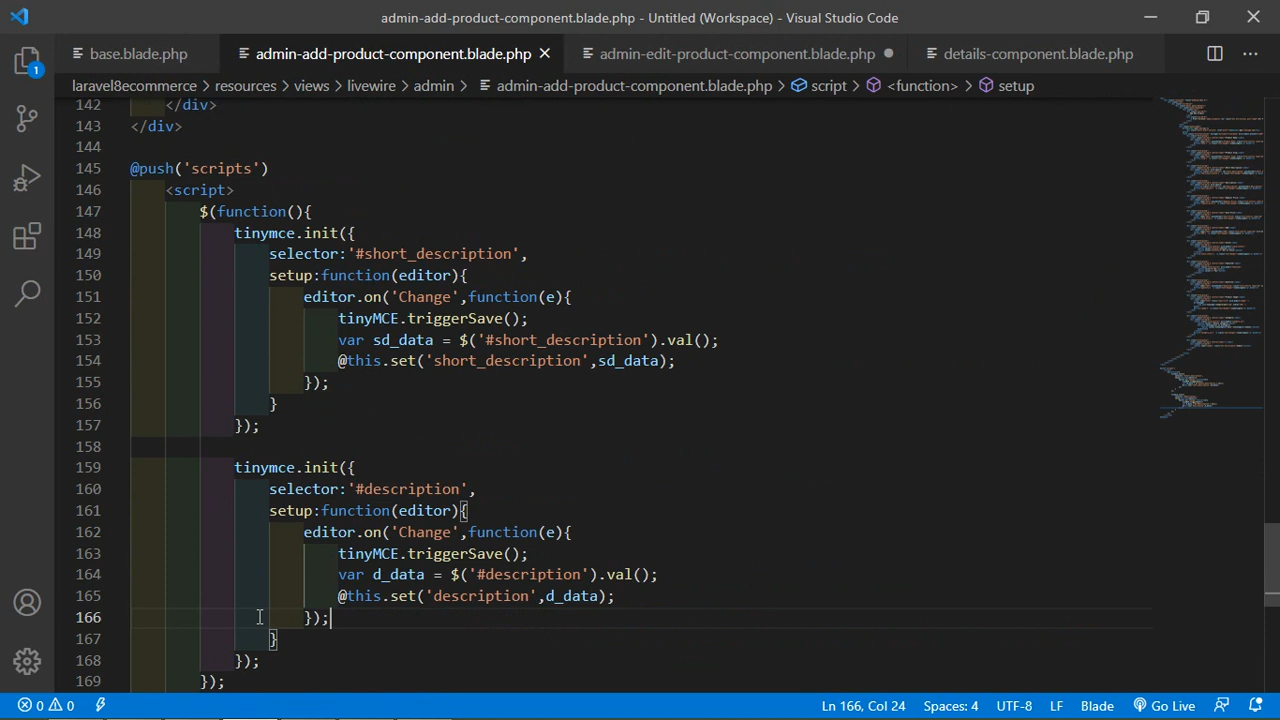 admin-add-product-component.blade.php - Untitled (Workspace) - Visual Studio Code
base.blade.php admin-add-product-component.blade.php admin-edit-product-component.blade.php details-component.blade.php
laravel8ecommerce > resources > views > livewire > admin > admin-add-product-component.blade.php > script > <function> > setup
1
142 </div>
143 </div>
144
145 @push('scripts')
146 <script>
147 $(function(){
148 tinymce.init({
149 selector:'#short_description',
150 setup:function(editor){
151 editor.on('Change',function(e){
152 tinyMCE.triggerSave();
153 var sd_data = $('#short_description').val();
154 @this.set('short_description',sd_data);
155 });
156 }
157 });
158
159 tinymce.init({
160 selector:'#description',
161 setup:function(editor){
162 editor.on('Change',function(e){
163 tinyMCE.triggerSave();
164 var d_data = $('#description').val();
165 @this.set('description',d_data);
166 });
167 }
168 });
169 });
0 0 Ln 166, Col 24 Spaces: 4 UTF-8 LF Blade Go Live